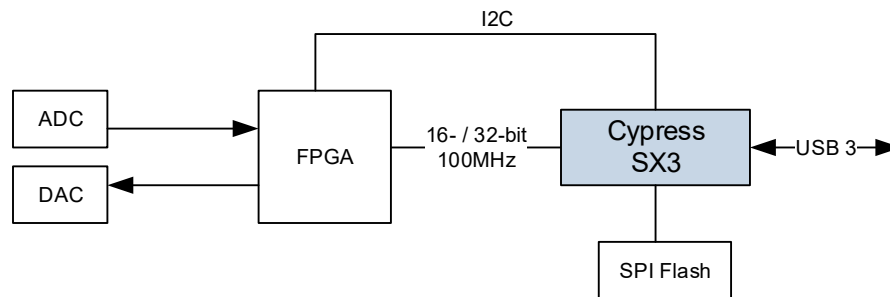 I2C
ADC
DAC
FPGA
16- / 32-bit
100MHz
Cypress
SX3
USB 3
SPI Flash